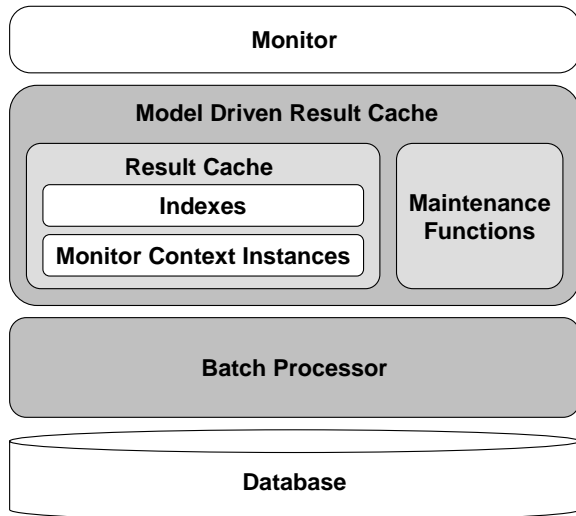 Monitor
Model Driven Result Cache
Result Cache
Indexes
Monitor Context Instances
Maintenance
Functions
Batch Processor
Database